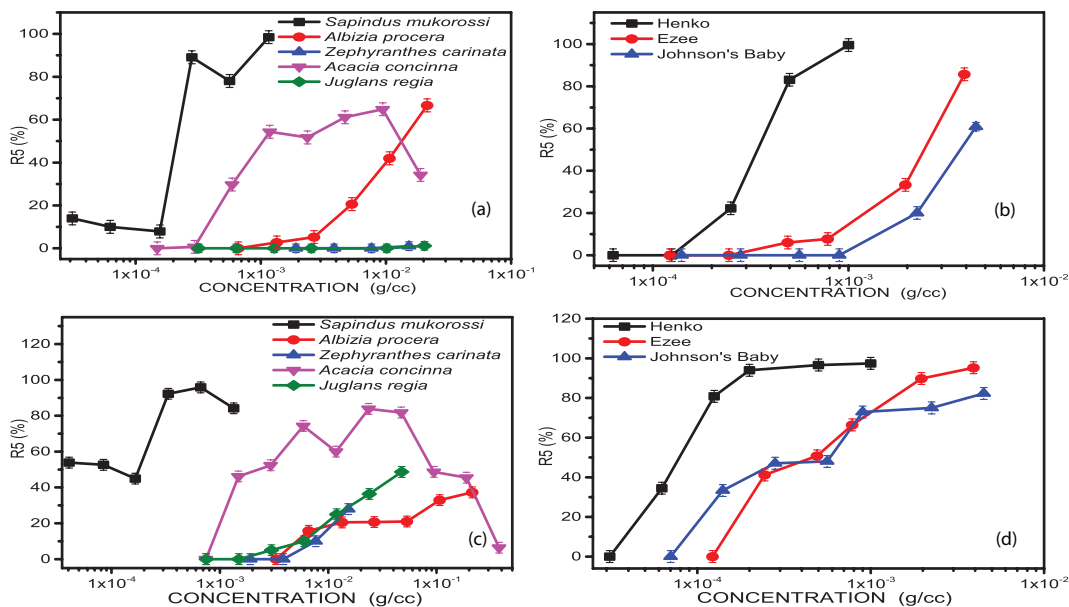 Sapindus mukorossi
Albizia procera
Zephyranthes carinata
Acacia concinna
Juglans regia
R5 (%)
100
80
60
40
20
0
(a)
1x10⁻⁴
1x10⁻³
1x10⁻²
1x10⁻¹
CONCENTRATION (g/cc)
Henko
Ezee
Johnson's Baby
R5 (%)
100
80
60
40
20
0
(b)
1x10⁻⁴
1x10⁻³
1x10⁻²
CONCENTRATION (g/cc)
Sapindus mukorossi
Albizia procera
Zephyranthes carinata
Acacia concinna
Juglans regia
R5 (%)
120
100
80
60
40
20
0
(c)
1x10⁻⁴
1x10⁻³
1x10⁻²
1x10⁻¹
CONCENTRATION (g/cc)
Henko
Ezee
Johnson's Baby
R5 (%)
120
100
80
60
40
20
0
(d)
1x10⁻⁴
1x10⁻³
1x10⁻²
CONCENTRATION (g/cc)